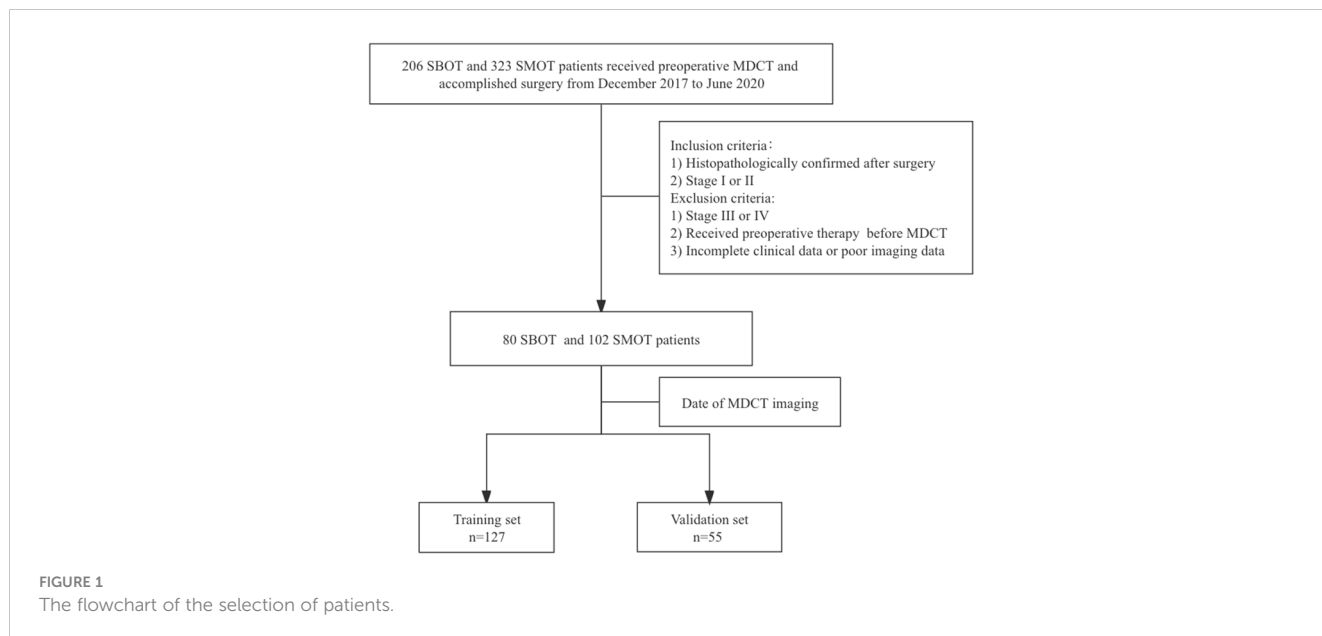 206 SBOT and 323 SMOT patients received preoperative MDCT and
accomplished surgery from December 2017 to June 2020
Inclusion criteria:
1) Histopathologically confirmed after surgery
2) Stage I or II
Exclusion criteria:
1) Stage III or IV
2) Received preoperative therapy before MDCT
3) Incomplete clinical data or poor imaging data
80 SBOT and 102 SMOT patients
Date of MDCT imaging
Training set
n=127
Validation set
n=55
FIGURE 1
The flowchart of the selection of patients.